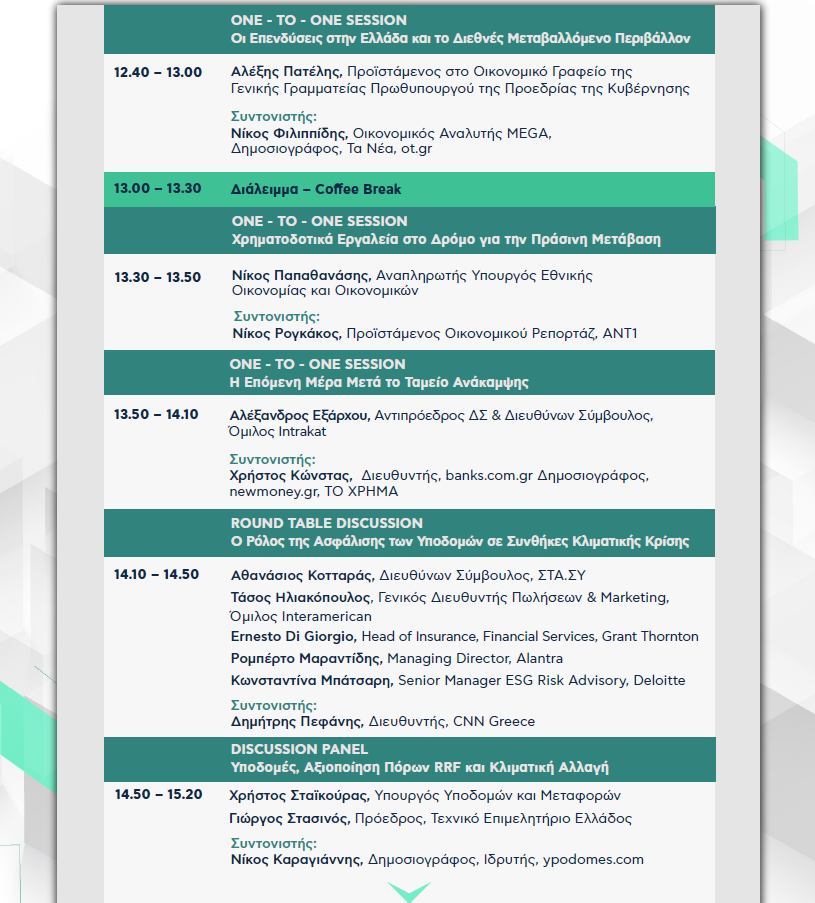 ONE - TO - ONE SESSION
Οι Επενδύσεις στην Ελλάδα και το Διεθνές Μεταβαλλόμενο Περιβάλλον
12.40 – 13.00
Αλέξης Πατέλης, Προϊστάμενος στο Οικονομικό Γραφείο της
Γενικής Γραμματείας Πρωθυπουργού της Προεδρίας της Κυβέρνησης
Συντονιστής:
Νίκος Φιλιππίδης, Οικονομικός Αναλυτής MEGA,
Δημοσιογράφος, Τα Νέα, ot.gr
13.00 – 13.30 Διάλειμμα – Coffee Break
ONE - TO - ONE SESSION
Χρηματοδοτικά Εργαλεία στο Δρόμο για την Πράσινη Μετάβαση
13.30 – 13.50
Νίκος Παπαθανάσης, Αναπληρωτής Υπουργός Εθνικής
Οικονομίας και Οικονομικών
Συντονιστής:
Νίκος Ρογκάκος, Προϊστάμενος Οικονομικού Ρεπορτάζ, ΑΝΤ1
ONE - TO - ONE SESSION
Η Επόμενη Μέρα Μετά το Ταμείο Ανάκαμψης
13.50 – 14.10
Αλέξανδρος Εξάρχου, Αντιπρόεδρος ΔΣ & Διευθύνων Σύμβουλος,
Όμιλος Intrakat
Συντονιστής:
Χρήστος Κώνστας, Διευθυντής, banks.com.gr Δημοσιογράφος,
newmoney.gr, ΤΟ ΧΡΗΜΑ
ROUND TABLE DISCUSSION
Ο Ρόλος της Ασφάλισης των Υποδομών σε Συνθήκες Κλιματικής Κρίσης
14.10 – 14.50
Αθανάσιος Κοτταράς, Διευθύνων Σύμβουλος, ΣΤΑ.ΣΥ
Τάσος Ηλιακόπουλος, Γενικός Διευθυντής Πωλήσεων & Marketing,
Όμιλος Interamerican
Ernesto Di Giorgio, Head of Insurance, Financial Services, Grant Thornton
Ρομπέρτο Μαραντίδης, Managing Director, Alantra
Κωνσταντίνα Μπάτσαρη, Senior Manager ESG Risk Advisory, Deloitte
Συντονιστής:
Δημήτρης Πεφάνης, Διευθυντής, CNN Greece
DISCUSSION PANEL
Υποδομές, Αξιοποίηση Πόρων RRF και Κλιματική Αλλαγή
14.50 – 15.20
Χρήστος Σταϊκούρας, Υπουργός Υποδομών και Μεταφορών
Γιώργος Στασινός, Πρόεδρος, Τεχνικό Επιμελητήριο Ελλάδος
Συντονιστής:
Νίκος Καραγιάννης, Δημοσιογράφος, Ιδρυτής, ypodomes.com